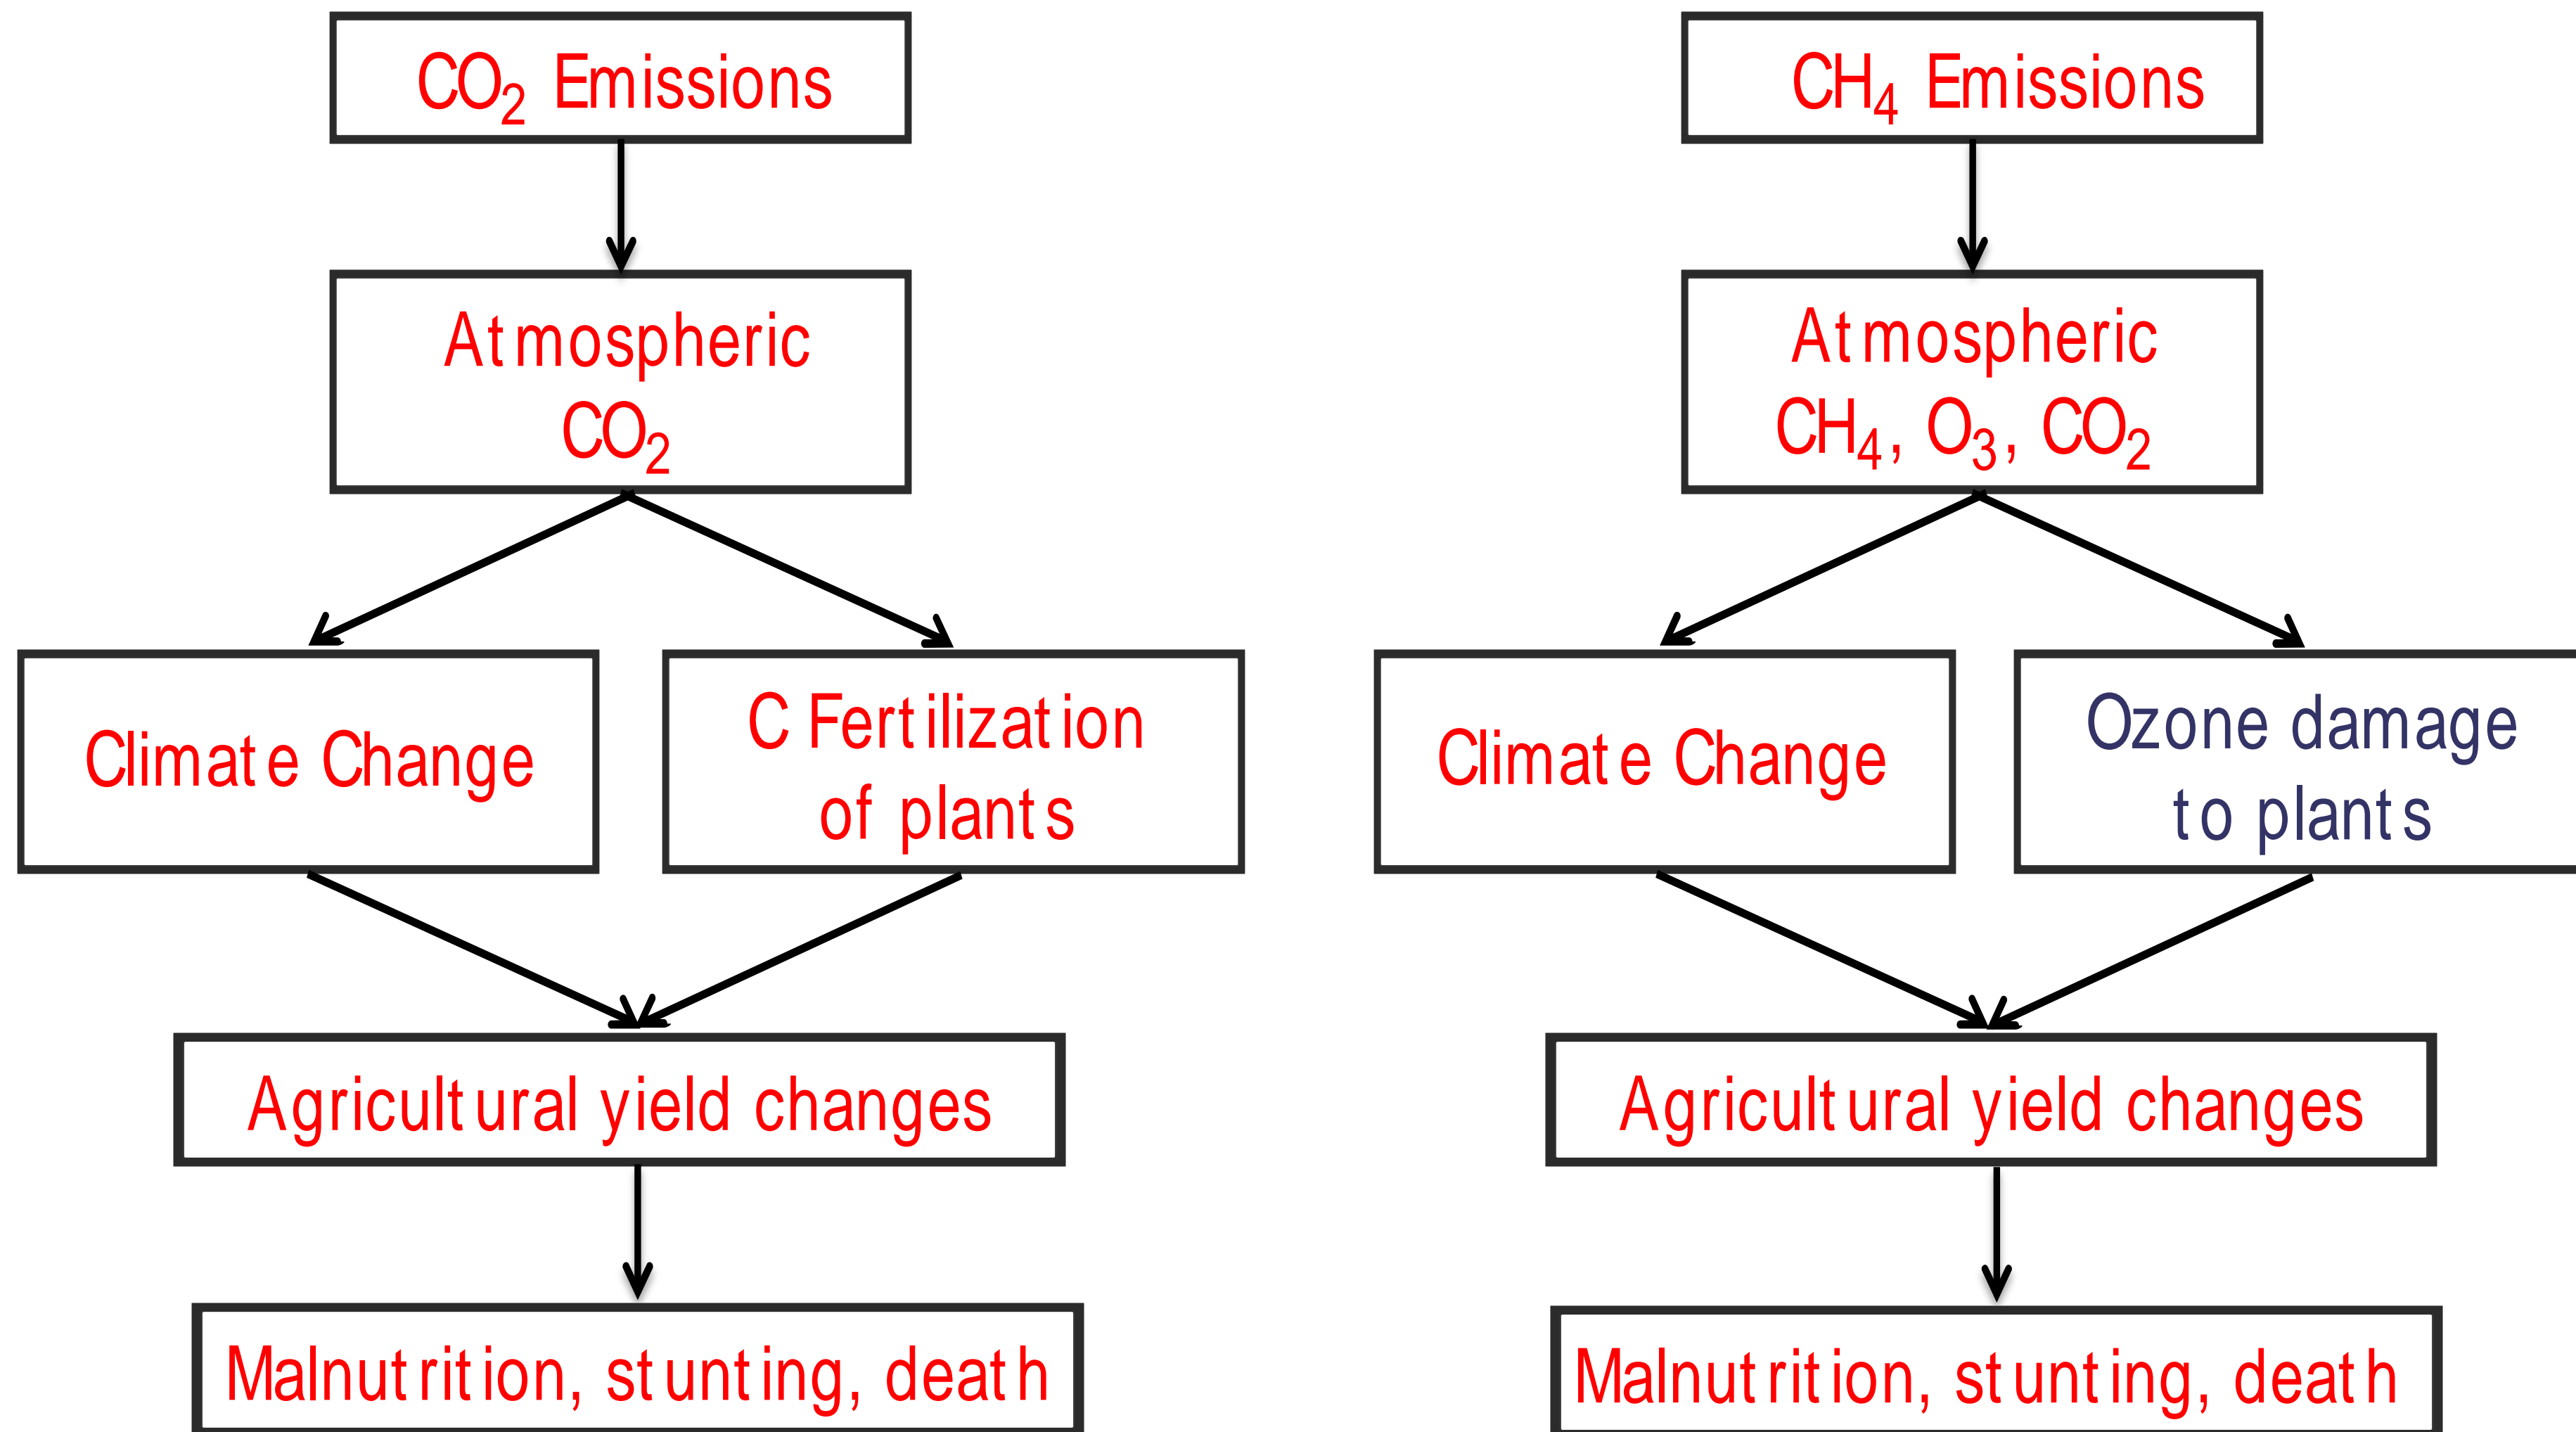 CO₂ Emissions
Atmospheric
CO₂
Climate Change
C Fertilization
of plants
Agricultural yield changes
Malnutrition, stunting, death
CH₄ Emissions
Atmospheric
CH₄, O₃, CO₂
Climate Change
Ozone damage
to plants
Agricultural yield changes
Malnutrition, stunting, death